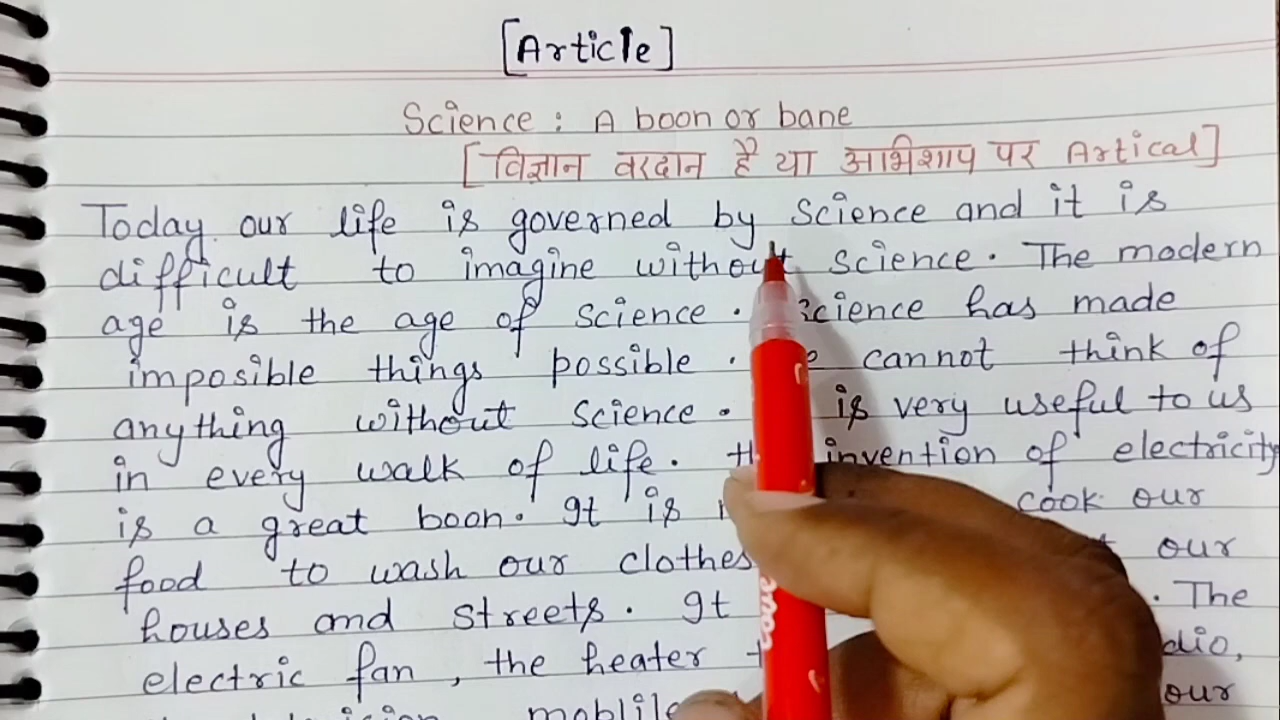 [Article]
Science : A boon or bane
[विज्ञान वरदान है या अभिशाप पर Artical]
Today our life is governed by Science and it is
difficult to imagine without science. The modern
age is the age of science. Science has made
imposible things possible. cannot think of
anything without science. is very useful to us
in every walk of life. invention of electricity
is a great boon. It is cook our
food to wash our clothes our
houses and streets. It . The
electric fan, the heater
moblile our